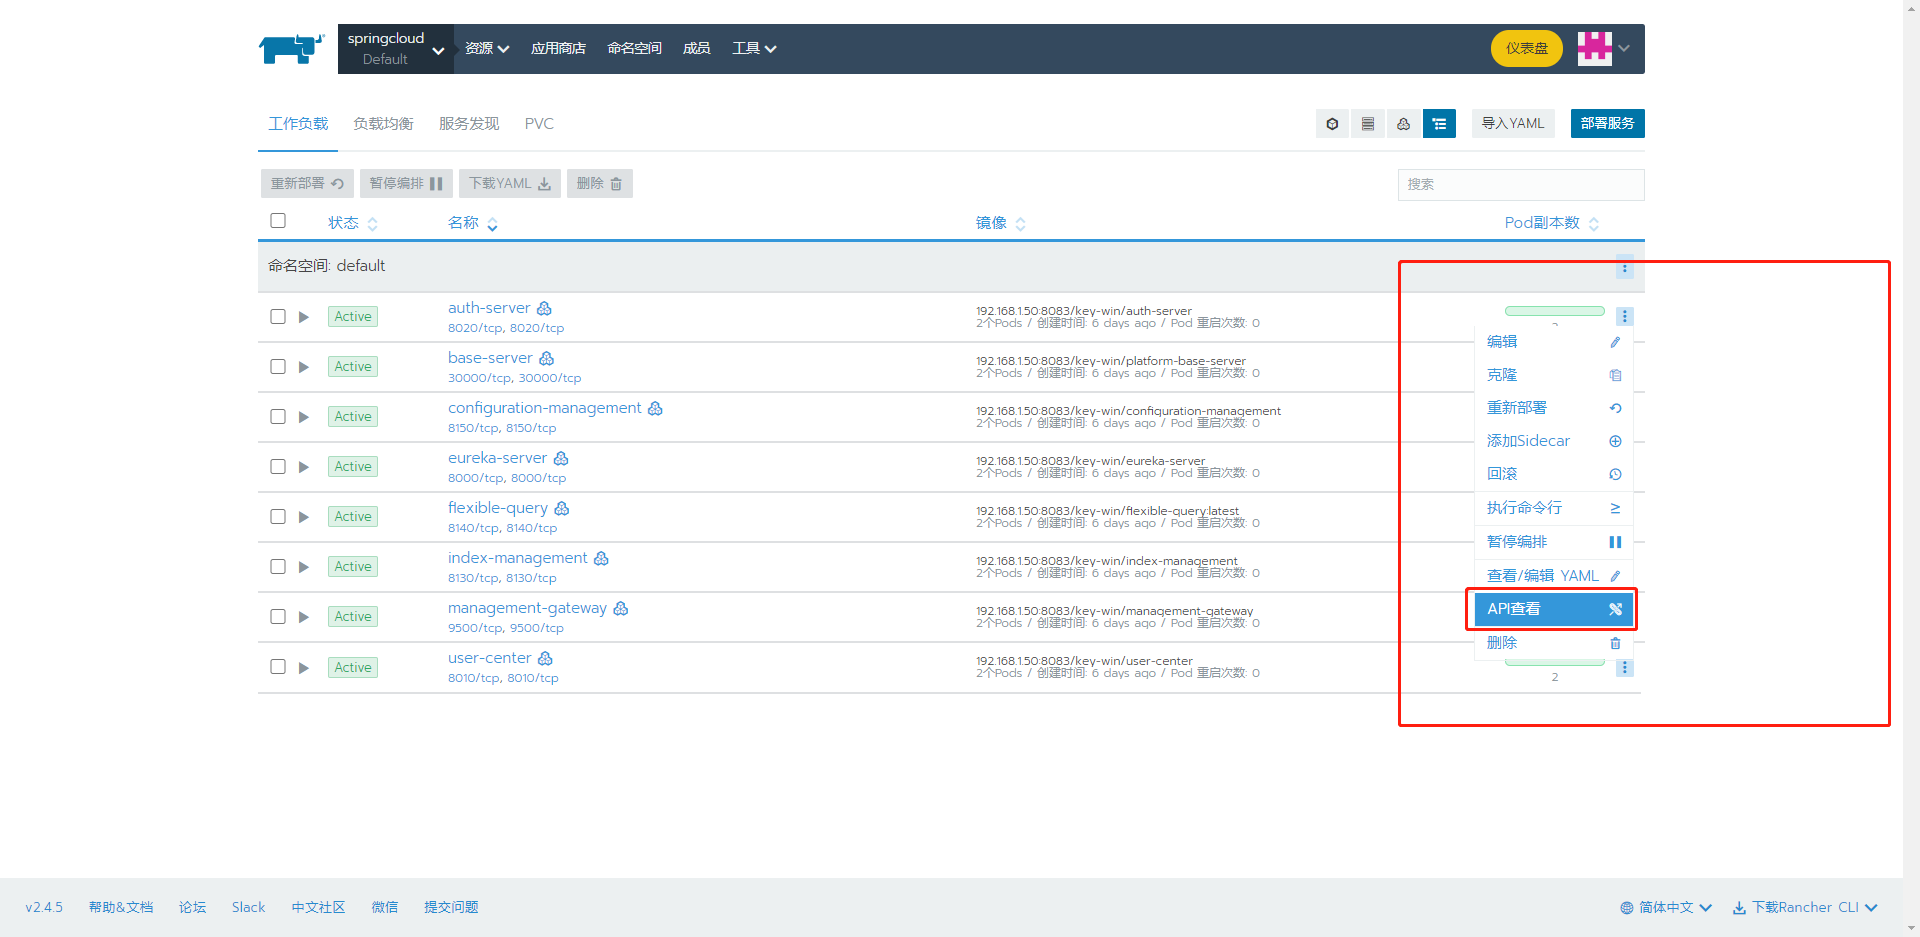 springcloud
Default
资源
应用商店
命名空间
成员
工具
仪表盘
工作负载
负载均衡
服务发现
PVC
导入YAML
部署服务
重新部署
暂停编排
下载YAML
删除
搜索
状态
名称
镜像
Pod副本数
命名空间: default
Active
auth-server
8020/tcp, 8020/tcp
192.168.1.50:8083/key-win/auth-server
2个Pods / 创建时间: 6 days ago / Pod 重启次数: 0
Active
base-server
30000/tcp, 30000/tcp
192.168.1.50:8083/key-win/platform-base-server
2个Pods / 创建时间: 6 days ago / Pod 重启次数: 0
Active
configuration-management
8150/tcp, 8150/tcp
192.168.1.50:8083/key-win/configuration-management
2个Pods / 创建时间: 6 days ago / Pod 重启次数: 0
Active
eureka-server
8000/tcp, 8000/tcp
192.168.1.50:8083/key-win/eureka-server
2个Pods / 创建时间: 6 days ago / Pod 重启次数: 0
Active
flexible-query
8140/tcp, 8140/tcp
192.168.1.50:8083/key-win/flexible-query:latest
2个Pods / 创建时间: 6 days ago / Pod 重启次数: 0
Active
index-management
8130/tcp, 8130/tcp
192.168.1.50:8083/key-win/index-management
2个Pods / 创建时间: 6 days ago / Pod 重启次数: 0
Active
management-gateway
9500/tcp, 9500/tcp
192.168.1.50:8083/key-win/management-gateway
2个Pods / 创建时间: 6 days ago / Pod 重启次数: 0
Active
user-center
8010/tcp, 8010/tcp
192.168.1.50:8083/key-win/user-center
2个Pods / 创建时间: 6 days ago / Pod 重启次数: 0
2
编辑
克隆
重新部署
添加Sidecar
回滚
执行命令行
暂停编排
查看/编辑 YAML
API查看
删除
v2.4.5
帮助&文档
论坛
Slack
中文社区
微信
提交问题
简体中文
下载Rancher CLI